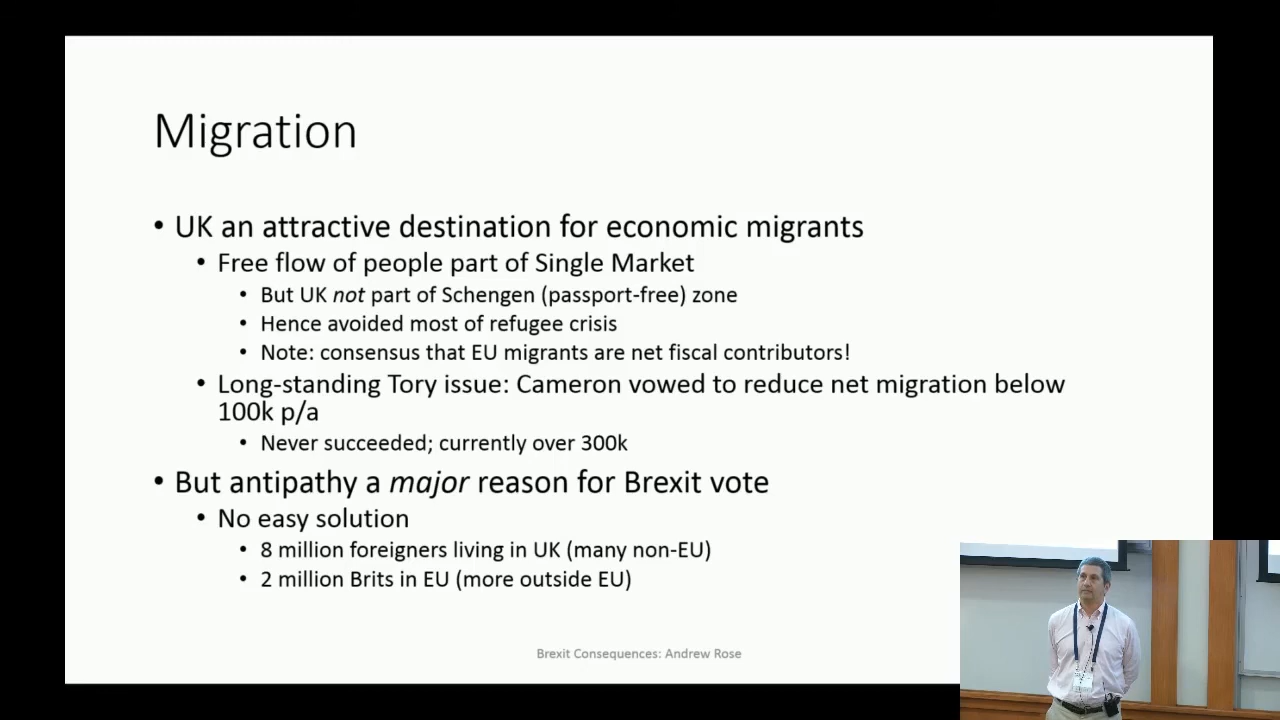 Migration
• UK an attractive destination for economic migrants
• Free flow of people part of Single Market
• But UK not part of Schengen (passport-free) zone
• Hence avoided most of refugee crisis
• Note: consensus that EU migrants are net fiscal contributors!
• Long-standing Tory issue: Cameron vowed to reduce net migration below
100k p/a
• Never succeeded; currently over 300k
• But antipathy a major reason for Brexit vote
• No easy solution
• 8 million foreigners living in UK (many non-EU)
• 2 million Brits in EU (more outside EU)
Brexit Consequences: Andrew Rose